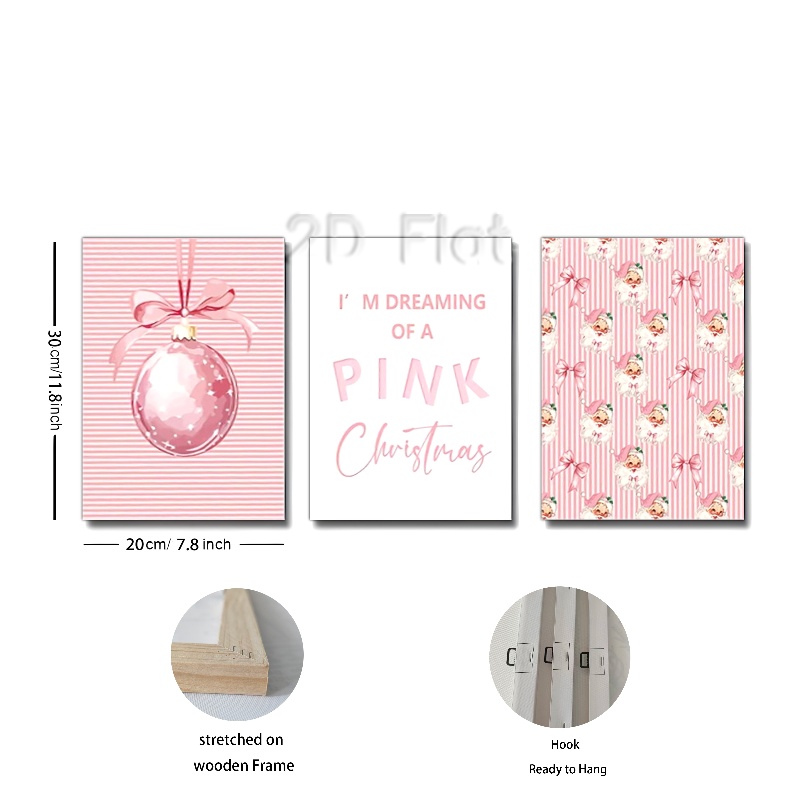 2D Flat
30cm/11.8inch
I'M DREAMING
OF A
PINK
Christmas
20cm/ 7.8 inch
stretched on
wooden Frame
Hook
Ready to Hang